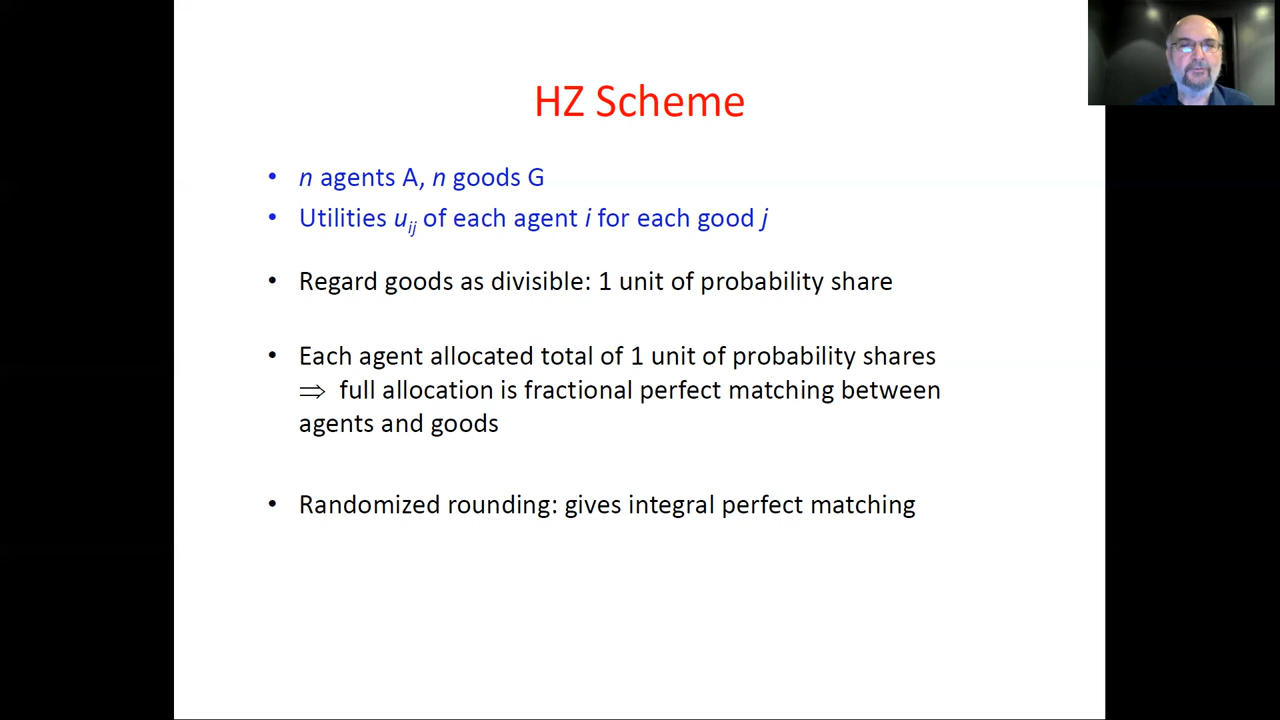 HZ Scheme
• n agents A, n goods G
• Utilities uij of each agent i for each good j
• Regard goods as divisible: 1 unit of probability share
• Each agent allocated total of 1 unit of probability shares
⇒ full allocation is fractional perfect matching between
agents and goods
• Randomized rounding: gives integral perfect matching